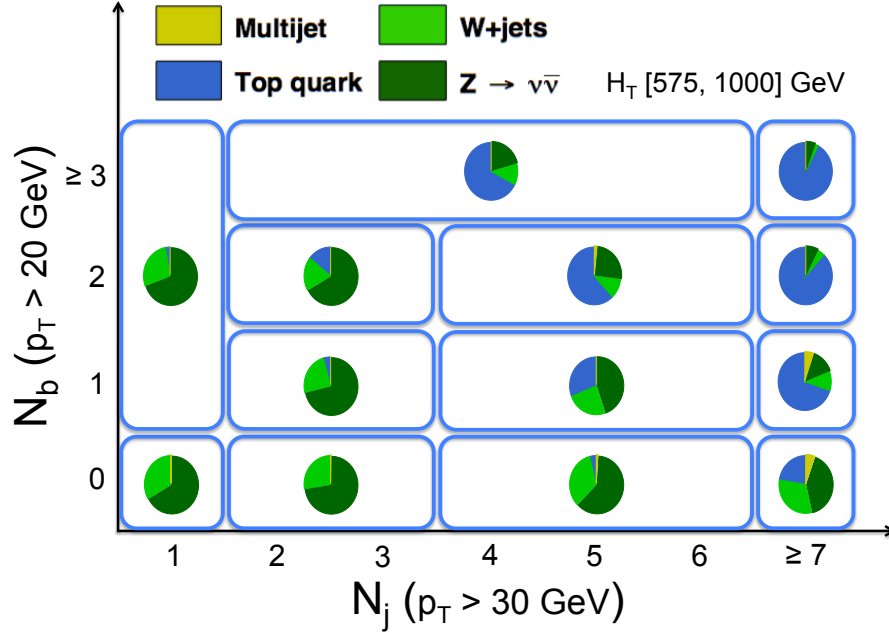 Multijet
W+jets
Top quark
Z → νν̄
H_T [575, 1000] GeV
N_b (p_T > 20 GeV)
≥ 3
2
1
0
1 2 3 4 5 6 ≥ 7
N_j (p_T > 30 GeV)